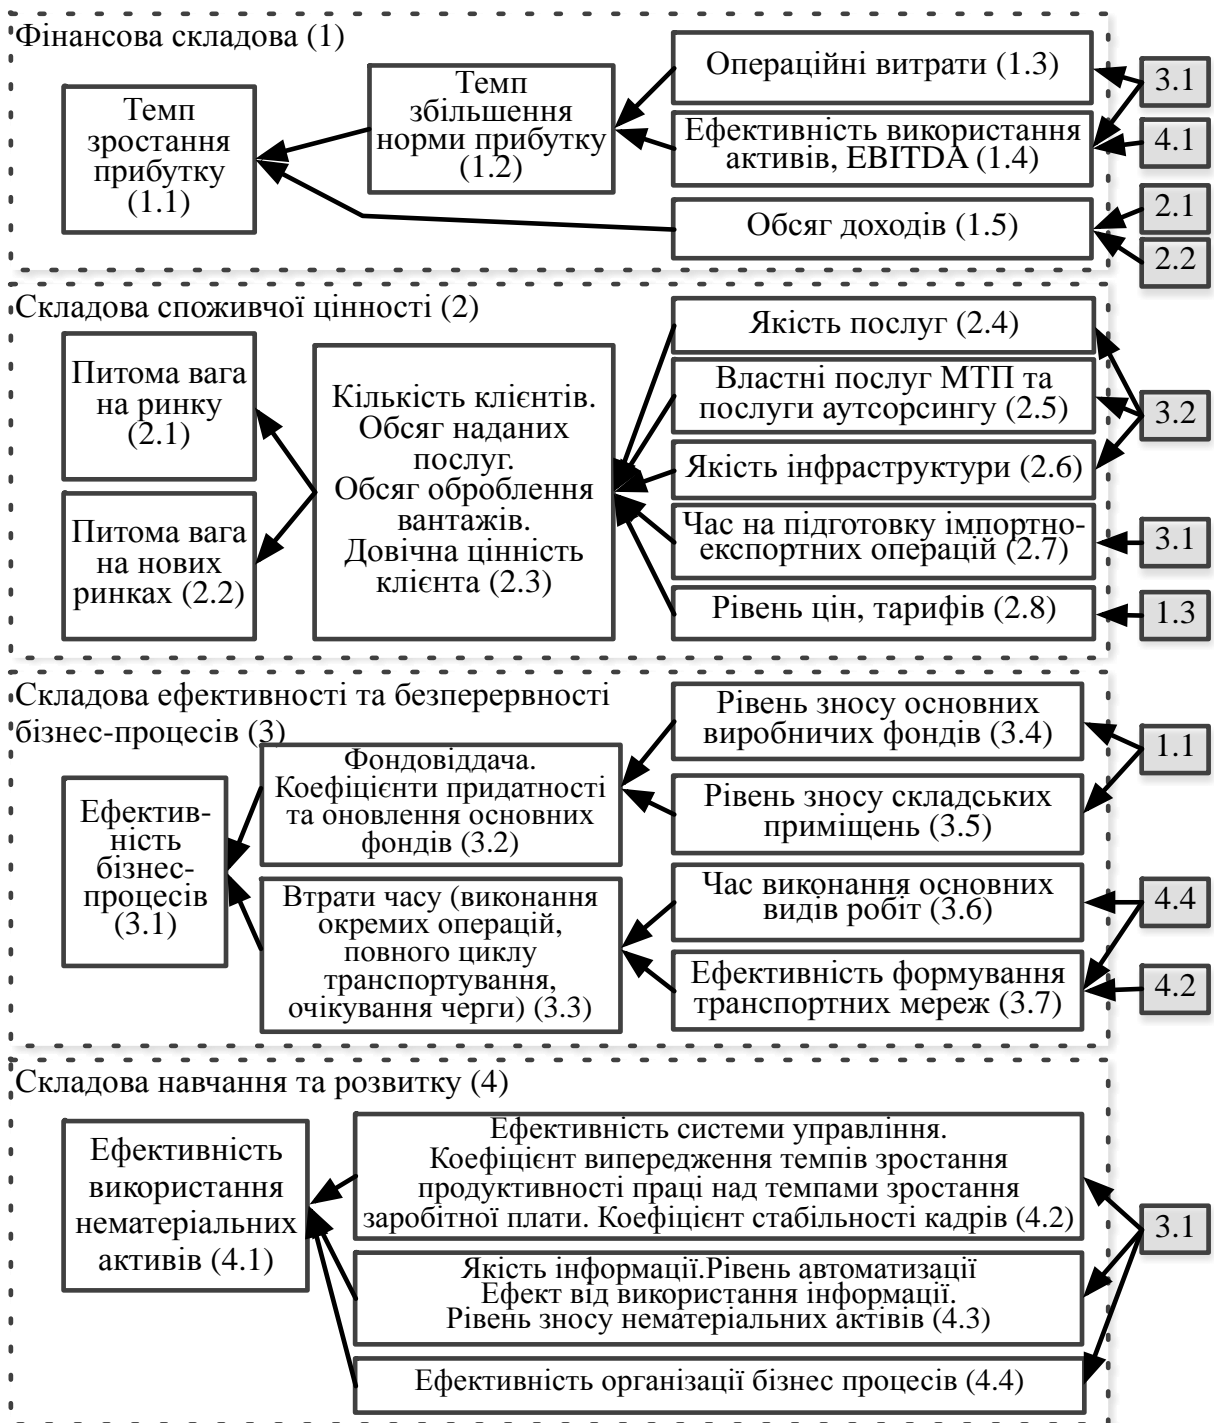 Фінансова складова (1)
Темп
зростання
прибутку
(1.1)
Темп
збільшення
норми прибутку
(1.2)
Операційні витрати (1.3)
Ефективність використання
активів, EBITDA (1.4)
Обсяг доходів (1.5)
3.1
4.1
2.1
2.2
Складова споживчої цінності (2)
Питома вага
на ринку
(2.1)
Питома вага
на нових
ринках (2.2)
Кількість клієнтів.
Обсяг наданих
послуг.
Обсяг оброблення
вантажів.
Довічна цінність
клієнта (2.3)
Якість послуг (2.4)
Властні послуг МТП та
послуги аутсорсингу (2.5)
Якість інфраструктури (2.6)
Час на підготовку імпортно-
експортних операцій (2.7)
Рівень цін, тарифів (2.8)
3.2
3.1
1.3
Складова ефективності та безперервності
бізнес-процесів (3)
Ефектив-
ність
бізнес-
процесів
(3.1)
Фондовіддача.
Коефіцієнти придатності
та оновлення основних
фондів (3.2)
Втрати часу (виконання
окремих операцій,
повного циклу
транспортування,
очікування черги) (3.3)
Рівень зносу основних
виробничих фондів (3.4)
Рівень зносу складських
приміщень (3.5)
Час виконання основних
видів робіт (3.6)
Ефективність формування
транспортних мереж (3.7)
1.1
4.4
4.2
Складова навчання та розвитку (4)
Ефективність
використання
нематеріальних
активів (4.1)
Ефективність системи управління.
Коефіцієнт випередження темпів зростання
продуктивності праці над темпами зростання
заробітної плати. Коефіцієнт стабільності кадрів (4.2)
Якість інформації.Рівень автоматизації
Ефект від використання інформації.
Рівень зносу нематеріальних актівів (4.3)
Ефективність організації бізнес процесів (4.4)
3.1